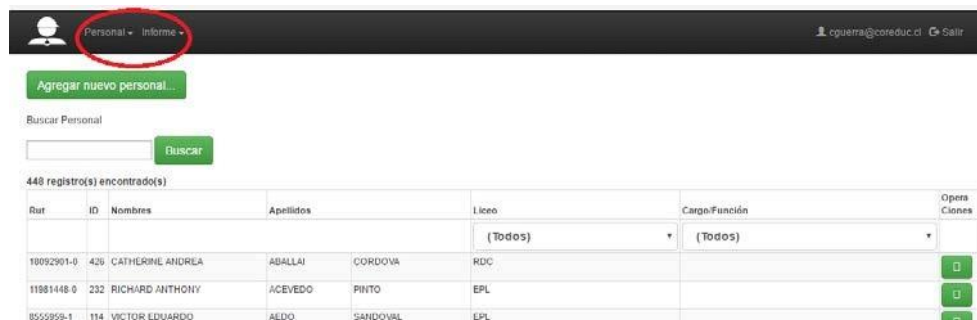 Personal Informe cguerra@coreduc.cl Salir
Agregar nuevo personal...
Buscar Personal
Buscar
448 registro(s) encontrado(s)
Rut ID Nombres Apellidos Liceo Cargo/Función Opera
Ciones
(Todos) (Todos)
18092901-0 426 CATHERINE ANDREA ABALLAI CORDOVA RDC
11981448-0 232 RICHARD ANTHONY ACEVEDO PINTO EPL
8555959-1 114 VICTOR EDUARDO AEDO SANDOVAL EPL